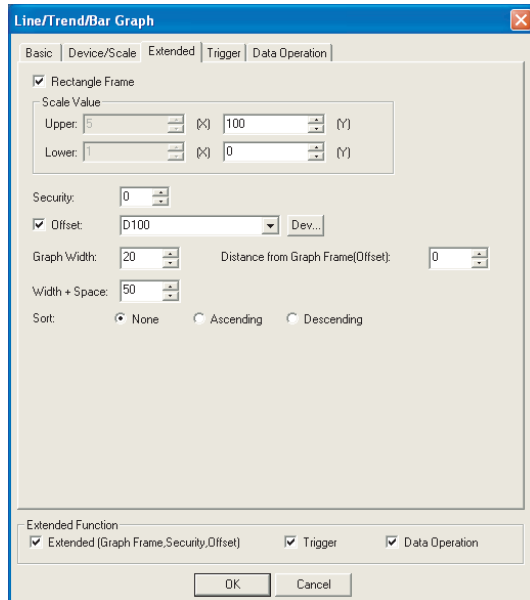 Line/Trend/Bar Graph
Basic Device/Scale Extended Trigger Data Operation
Rectangle Frame
Scale Value
Upper: 5 (X) 100 (Y)
Lower: 1 (X) 0 (Y)
Security: 0
Offset: D100 Dev...
Graph Width: 20 Distance from Graph Frame(Offset): 0
Width + Space: 50
Sort: None Ascending Descending
Extended Function
Extended (Graph Frame,Security,Offset) Trigger Data Operation
OK Cancel